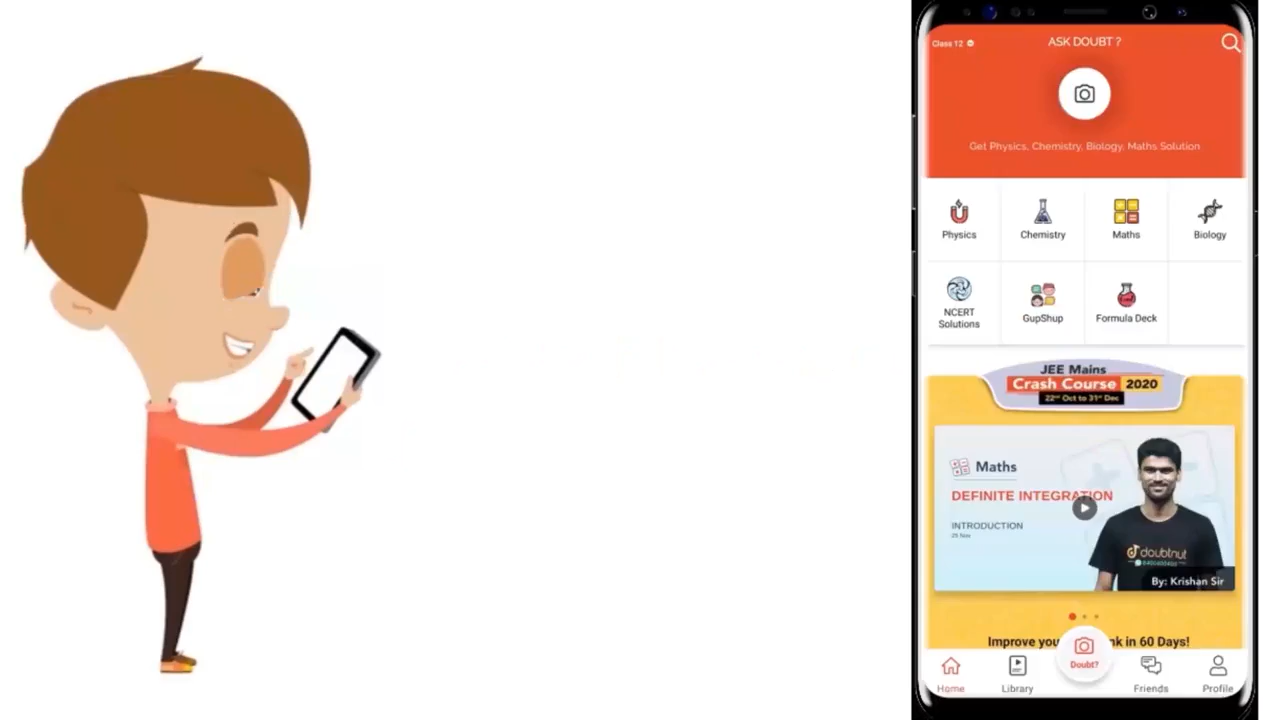 Class 12
ASK DOUBT ?
Get Physics, Chemistry, Biology, Maths Solution
Physics
Chemistry
Maths
Biology
NCERT
Solutions
GupShup
Formula Deck
JEE Mains
Crash Course 2020
22nd Oct to 31st Dec
Maths
DEFINITE INTEGRATION
INTRODUCTION
25 Nov
doubtnut
By: Krishan Sir
in 60 Days!
Doubt?
Home
Library
Friends
Profile